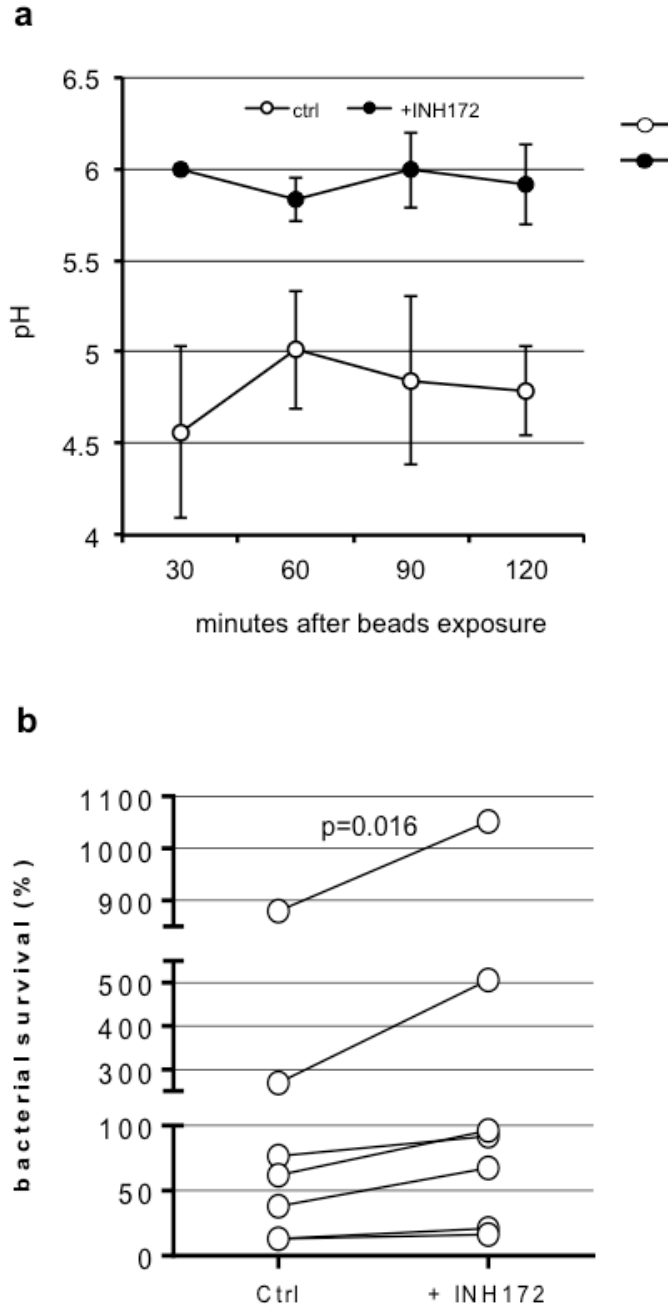 a
6.5
ctrl +INH172
6
5.5
5
4.5
4
pH
30 60 90 120
minutes after beads exposure
b
1100
p=0.016
1000
900
500
400
300
100
50
0
bacterial survival (%)
Ctrl + INH172